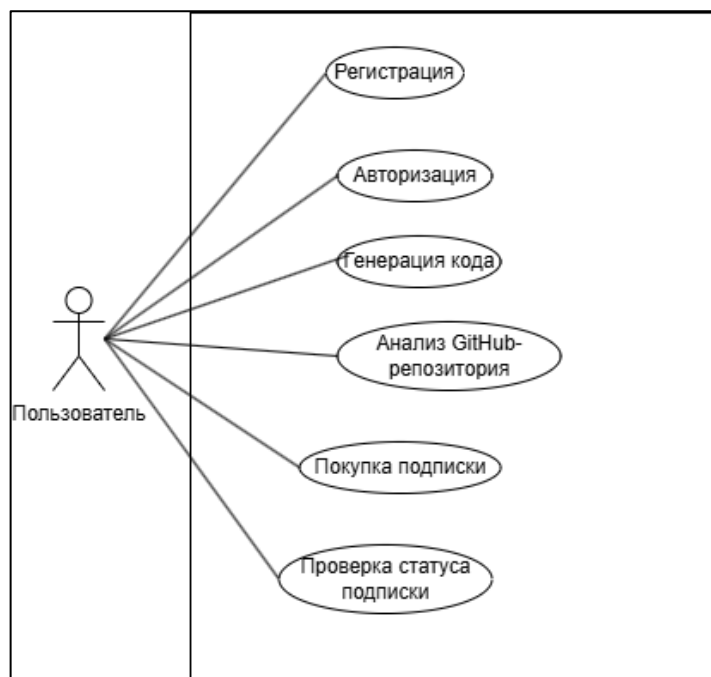 Регистрация
Авторизация
Генерация кода
Анализ GitHub-
репозитория
Пользователь
Покупка подписки
Проверка статуса
подписки